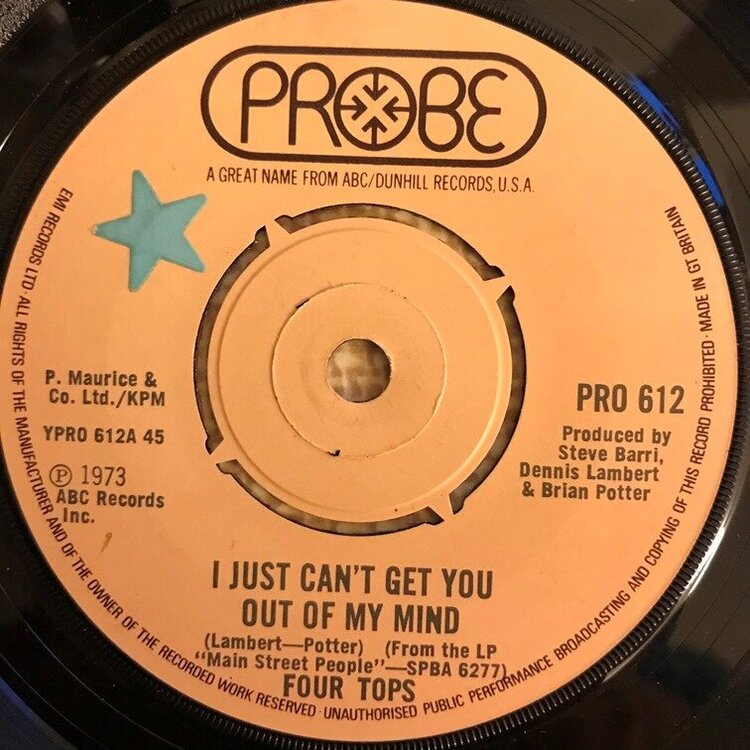 PROBE
A GREAT NAME FROM ABC/DUNHILL RECORDS, U.S.A.
P. Maurice &
Co. Ltd./KPM
YPRO 612A 45
Ⓟ 1973
ABC Records
Inc.
PRO 612
Produced by
Steve Barri,
Dennis Lambert
& Brian Potter
I JUST CAN'T GET YOU
OUT OF MY MIND
(Lambert—Potter) (From the LP
"Main Street People"—SPBA 6277)
FOUR TOPS
EMI RECORDS LTD · ALL RIGHTS OF THE MANUFACTURER AND OF THE OWNER OF THE RECORDED WORK RESERVED · UNAUTHORISED PUBLIC PERFORMANCE BROADCASTING AND COPYING OF THIS RECORD PROHIBITED · MADE IN GT BRITAIN